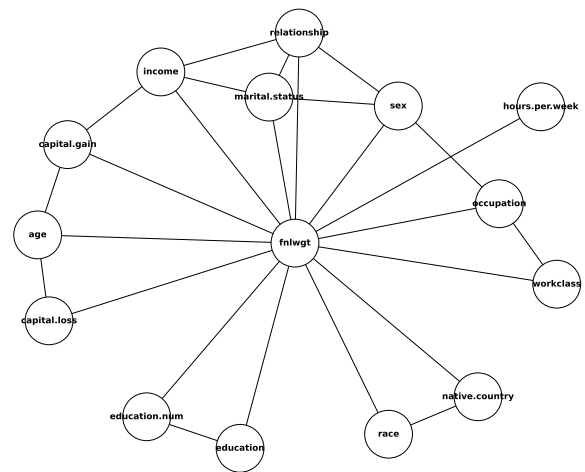 relationship
income
marital.status
sex
hours.per.week
capital.gain
occupation
age
fnlwgt
workclass
capital.loss
native.country
education.num
race
education